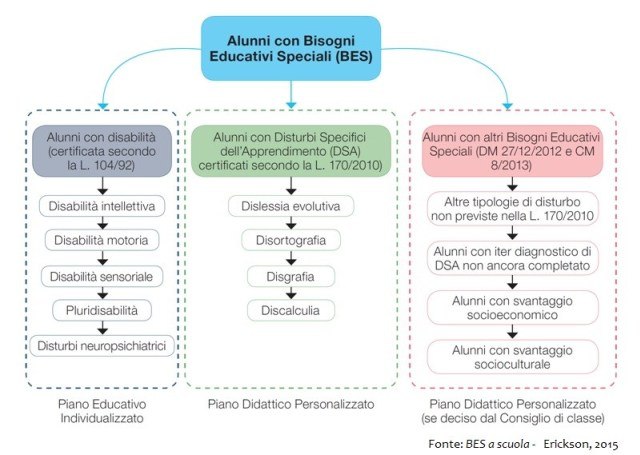 Alunni con Bisogni
Educativi Speciali (BES)
Alunni con disabilità
(certificata secondo
la L. 104/92)
Disabilità intellettiva
Disabilità motoria
Disabilità sensoriale
Pluridisabilità
Disturbi neuropsichiatrici
Piano Educativo
Individualizzato
Alunni con Disturbi Specifici
dell'Apprendimento (DSA)
certificati secondo la L. 170/2010)
Dislessia evolutiva
Disortografia
Disgrafia
Discalculia
Piano Didattico Personalizzato
Alunni con altri Bisogni Educativi
Speciali (DM 27/12/2012 e CM
8/2013)
Altre tipologie di disturbo
non previste nella L. 170/2010
Alunni con iter diagnostico di
DSA non ancora completato
Alunni con svantaggio
socioeconomico
Alunni con svantaggio
socioculturale
Piano Didattico Personalizzato
(se deciso dal Consiglio di classe)
Fonte: BES a scuola - Erickson, 2015